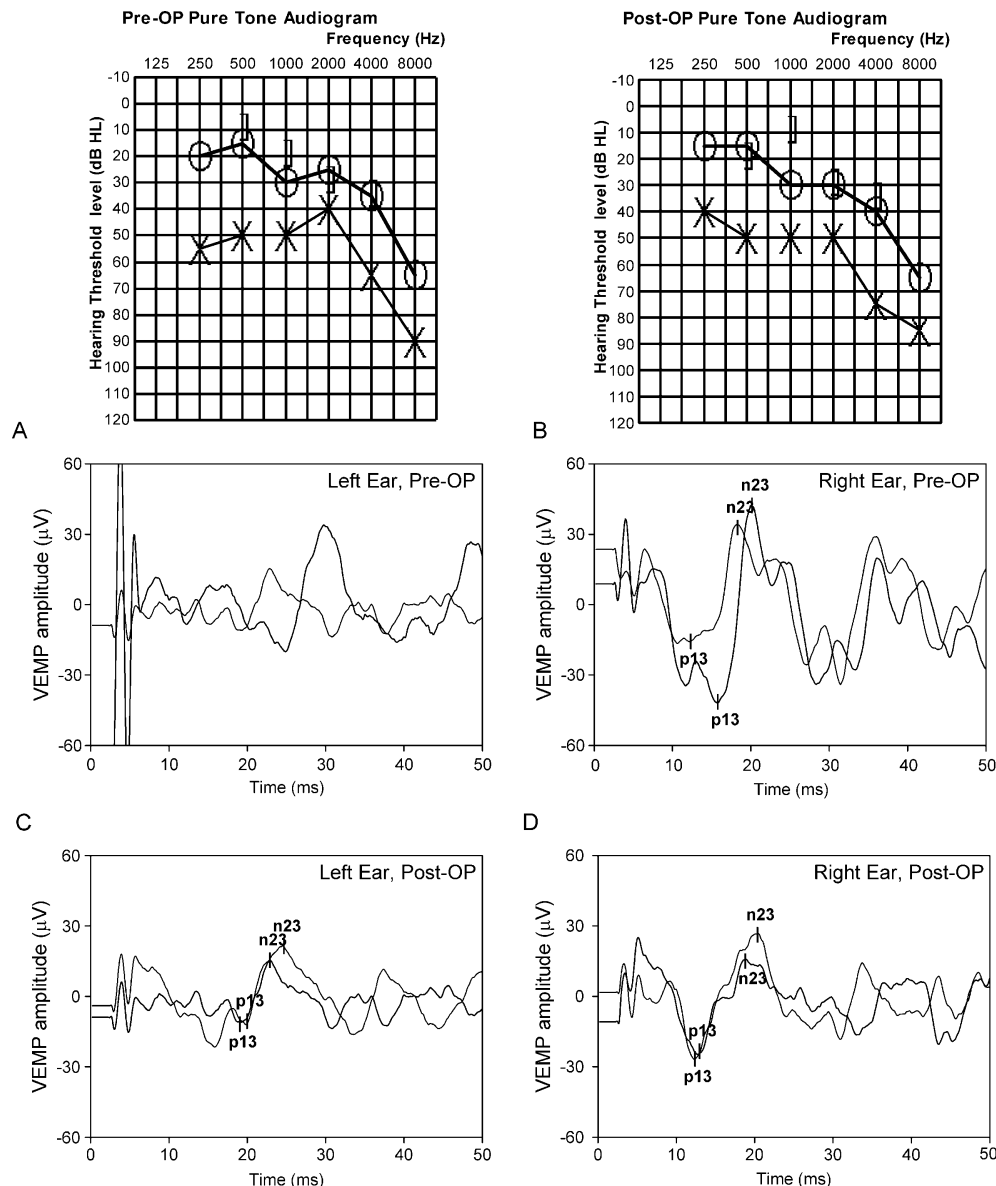 Pre-OP Pure Tone Audiogram
Frequency (Hz)
125 250 500 1000 2000 4000 8000
Hearing Threshold level (dB HL)
-10
0
10
20
30
40
50
60
70
80
90
100
110
120
Post-OP Pure Tone Audiogram
Frequency (Hz)
125 250 500 1000 2000 4000 8000
Hearing Threshold level (dB HL)
-10
0
10
20
30
40
50
60
70
80
90
100
110
120
A
Left Ear, Pre-OP
VEMP amplitude (μV)
60
30
0
-30
-60
0 10 20 30 40 50
Time (ms)
B
Right Ear, Pre-OP
VEMP amplitude (μV)
60
30
0
-30
-60
n23
n23
p13
p13
0 10 20 30 40 50
Time (ms)
C
Left Ear, Post-OP
VEMP amplitude (μV)
60
30
0
-30
-60
n23
n23
p13
p13
0 10 20 30 40 50
Time (ms)
D
Right Ear, Post-OP
VEMP amplitude (μV)
60
30
0
-30
-60
n23
n23
p13
p13
0 10 20 30 40 50
Time (ms)